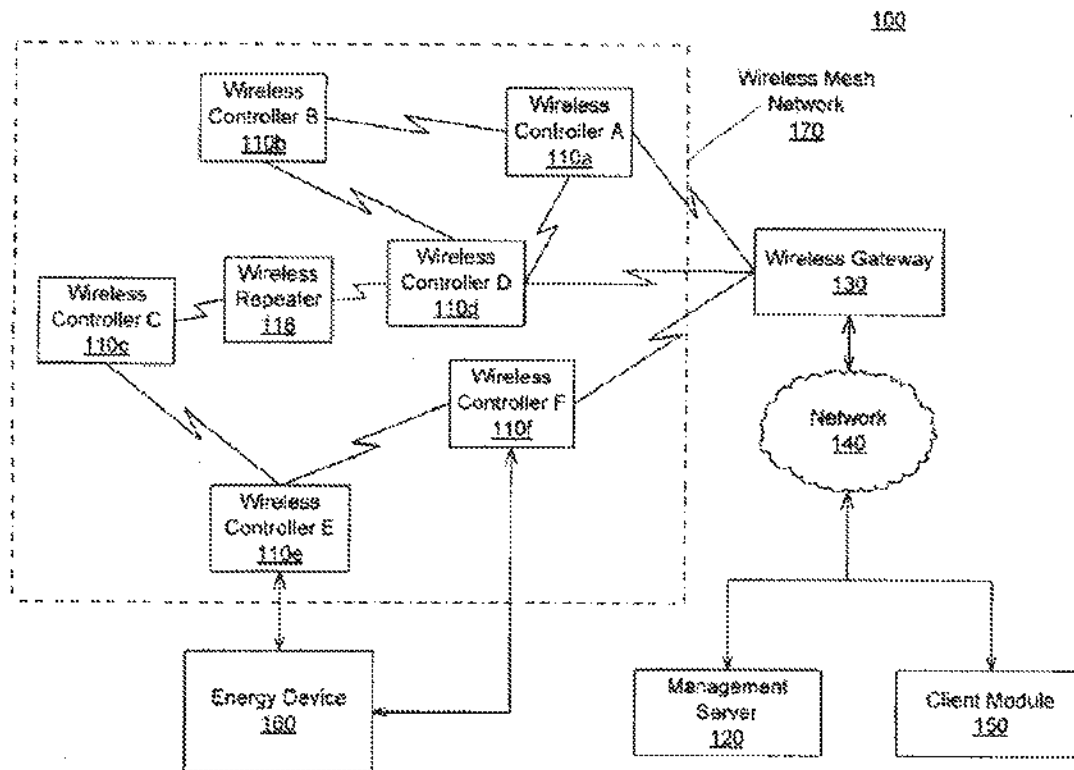 100
Wireless Mesh
Network
170
Wireless
Controller B
110b
Wireless
Controller A
110a
Wireless
Controller D
110d
Wireless
Repeater
116
Wireless
Controller C
110c
Wireless Gateway
130
Wireless
Controller F
110f
Network
140
Wireless
Controller E
110e
Energy Device
160
Management
Server
120
Client Module
150